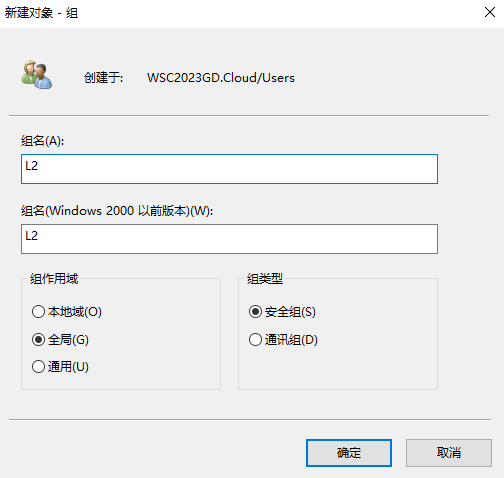 新建对象 - 组
创建于: WSC2023GD.Cloud/Users
组名(A):
L2
组名(Windows 2000 以前版本)(W):
L2
组作用域
本地域(O)
全局(G)
通用(U)
组类型
安全组(S)
通讯组(D)
确定
取消